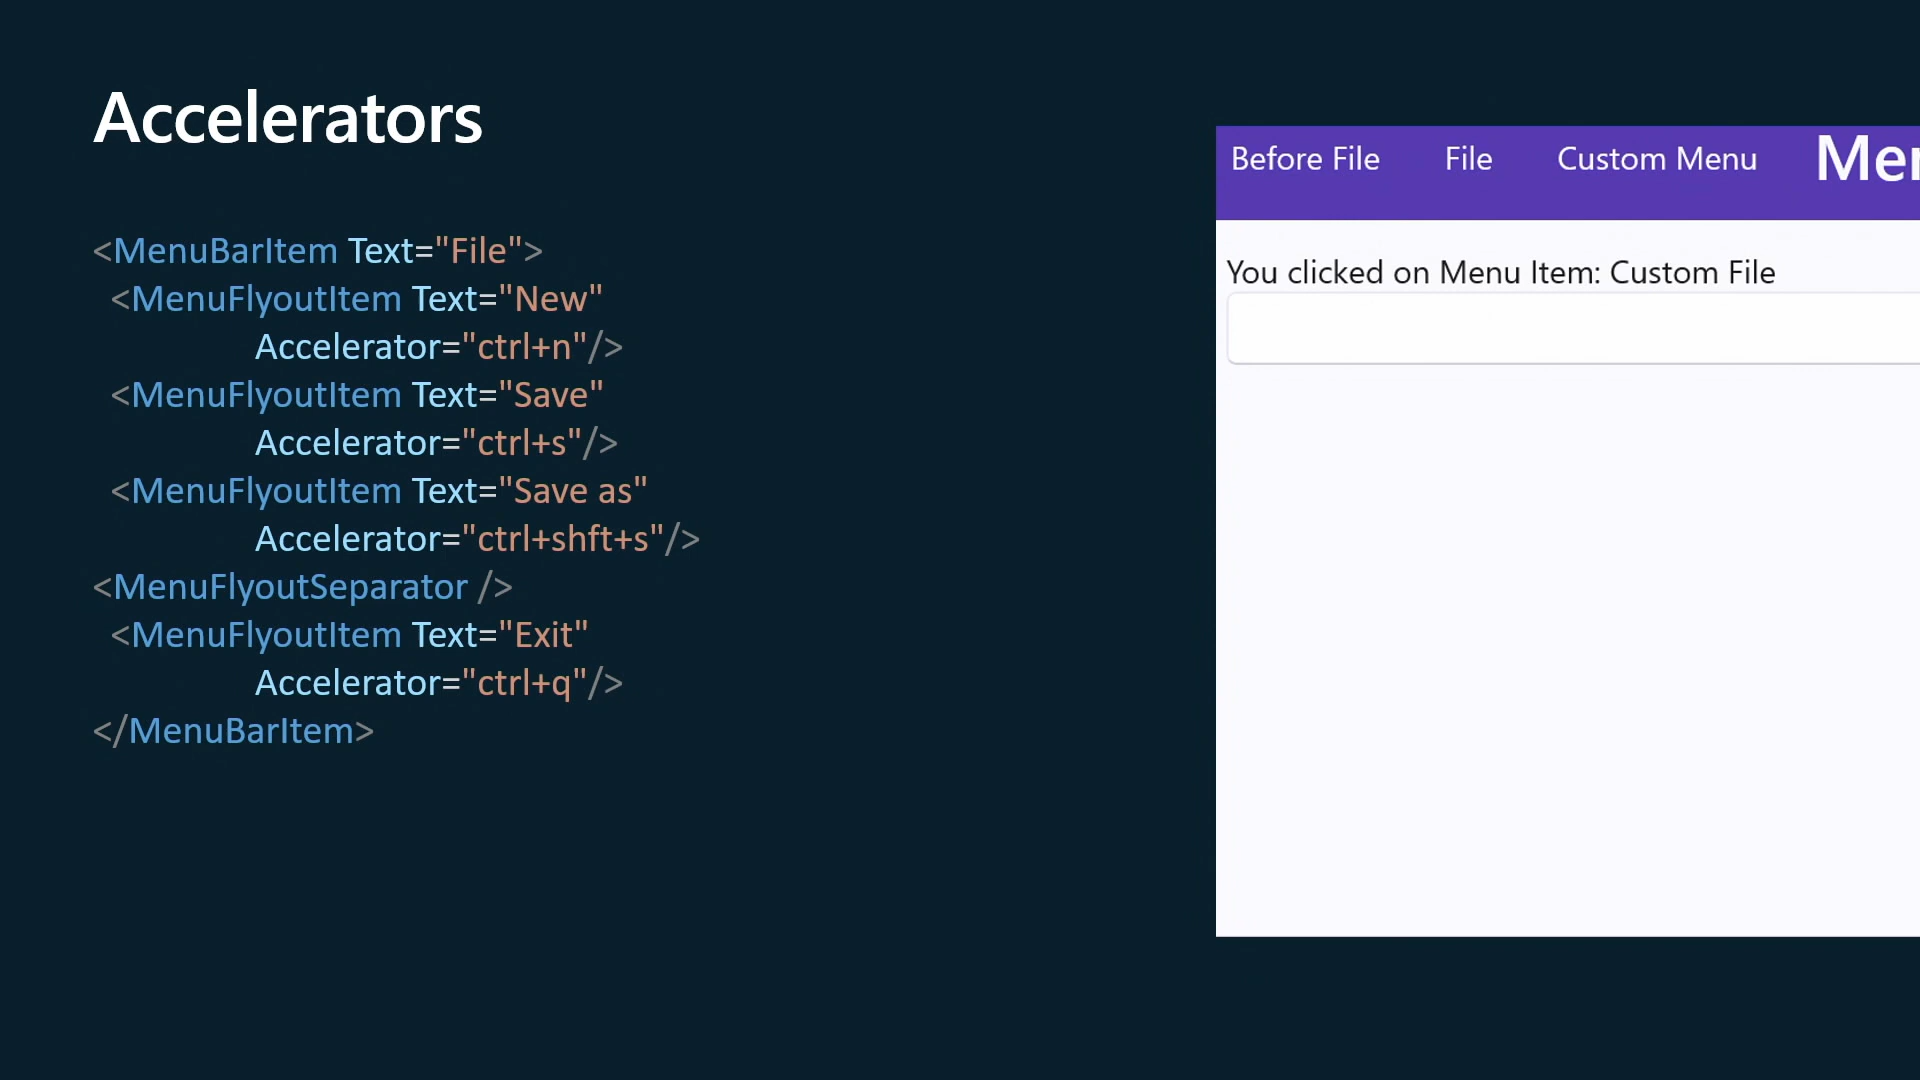 Accelerators
<MenuBarItem Text="File">
<MenuFlyoutItem Text="New"
Accelerator="ctrl+n"/>
<MenuFlyoutItem Text="Save"
Accelerator="ctrl+s"/>
<MenuFlyoutItem Text="Save as"
Accelerator="ctrl+shft+s"/>
<MenuFlyoutSeparator />
<MenuFlyoutItem Text="Exit"
Accelerator="ctrl+q"/>
</MenuBarItem>
Before File File Custom Menu
You clicked on Menu Item: Custom File